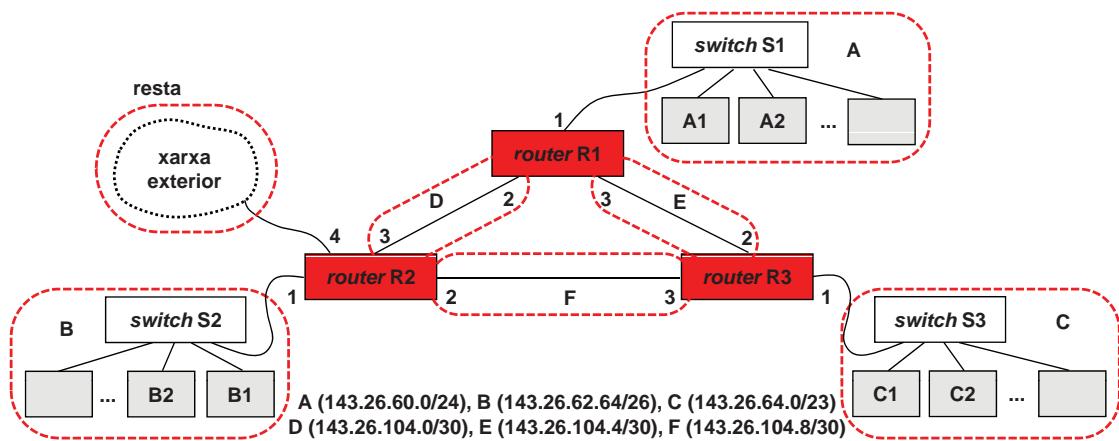 switch S1
A
resta
A1
A2
...
1
xarxa
exterior
router R1
D
2
3
E
4
3
2
router R2
router R3
1
2
F
3
1
B
switch S2
switch S3
C
...
B2
B1
C1
C2
...
A (143.26.60.0/24), B (143.26.62.64/26), C (143.26.64.0/23)
D (143.26.104.0/30), E (143.26.104.4/30), F (143.26.104.8/30)